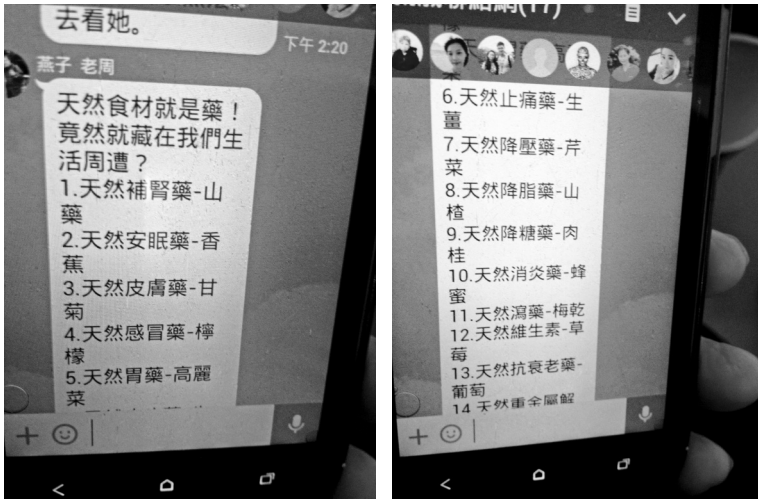 去看她。
下午 2:20
燕子 老周
天然食材就是藥！
竟然就藏在我們生
活周遭？
1.天然補腎藥-山
藥
2.天然安眠藥-香
蕉
3.天然皮膚藥-甘
菊
4.天然感冒藥-檸
檬
5.天然胃藥-高麗
菜
6.天然止痛藥-生
薑
7.天然降壓藥-芹
菜
8.天然降脂藥-山
楂
9.天然降糖藥-肉
桂
10.天然消炎藥-蜂
蜜
11.天然瀉藥-梅乾
12.天然維生素-草
莓
13.天然抗衰老藥-
葡萄
14.天然重金屬解